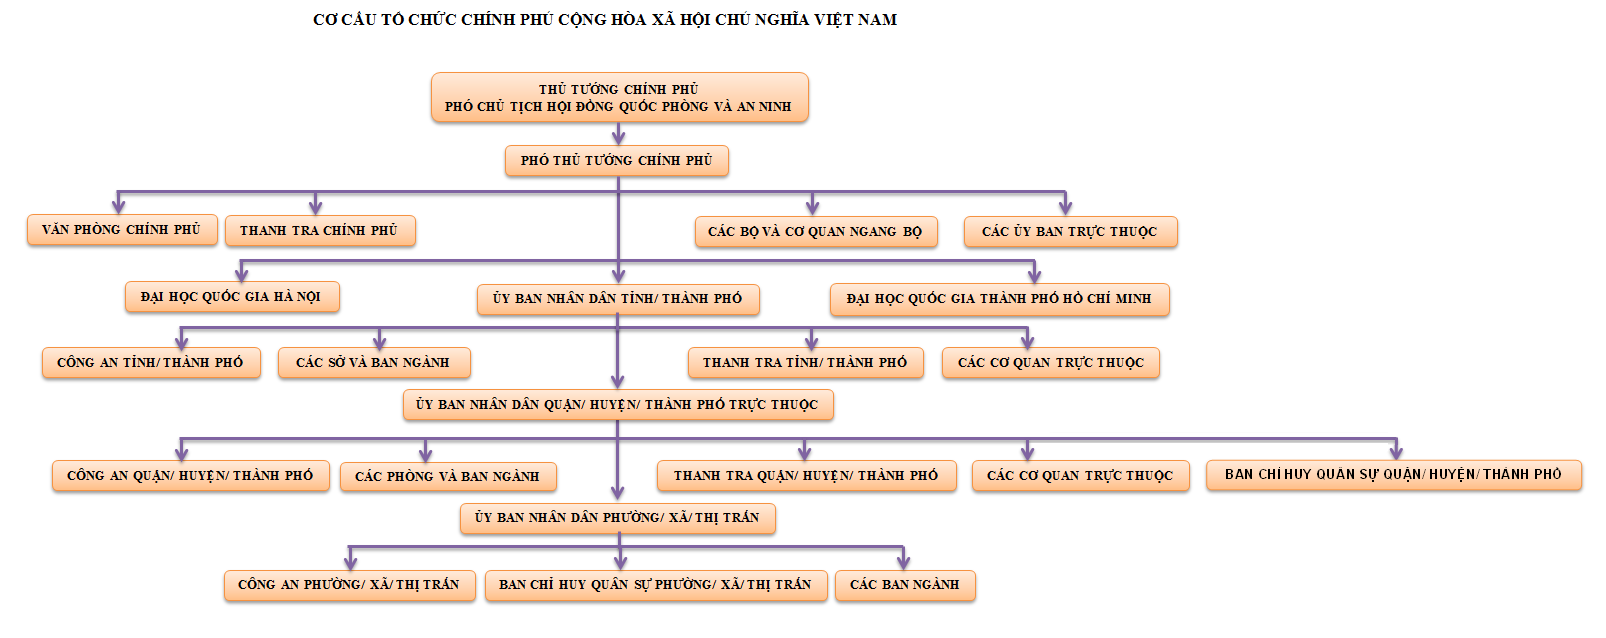 CƠ CẤU TỔ CHỨC CHÍNH PHỦ CỘNG HÒA XÃ HỘI CHỦ NGHĨA VIỆT NAM
THỦ TƯỚNG CHÍNH PHỦ
PHÓ CHỦ TỊCH HỘI ĐỒNG QUỐC PHÒNG VÀ AN NINH
PHÓ THỦ TƯỚNG CHÍNH PHỦ
VĂN PHÒNG CHÍNH PHỦ
THANH TRA CHÍNH PHỦ
CÁC BỘ VÀ CƠ QUAN NGANG BỘ
CÁC ỦY BAN TRỰC THUỘC
ĐẠI HỌC QUỐC GIA HÀ NỘI
ỦY BAN NHÂN DÂN TỈNH/ THÀNH PHỐ
ĐẠI HỌC QUỐC GIA THÀNH PHỐ HỒ CHÍ MINH
CÔNG AN TỈNH/ THÀNH PHỐ
CÁC SỞ VÀ BAN NGÀNH
THANH TRA TỈNH/ THÀNH PHỐ
CÁC CƠ QUAN TRỰC THUỘC
ỦY BAN NHÂN DÂN QUẬN/ HUYỆN/ THÀNH PHỐ TRỰC THUỘC
CÔNG AN QUẬN/ HUYỆN/ THÀNH PHỐ
CÁC PHÒNG VÀ BAN NGÀNH
THANH TRA QUẬN/ HUYỆN/ THÀNH PHỐ
CÁC CƠ QUAN TRỰC THUỘC
BAN CHỈ HUY QUÂN SỰ QUẬN/ HUYỆN/ THÀNH PHỐ
ỦY BAN NHÂN DÂN PHƯỜNG/ XÃ/ THỊ TRẤN
CÔNG AN PHƯỜNG/ XÃ/ THỊ TRẤN
BAN CHỈ HUY QUÂN SỰ PHƯỜNG/ XÃ/ THỊ TRẤN
CÁC BAN NGÀNH